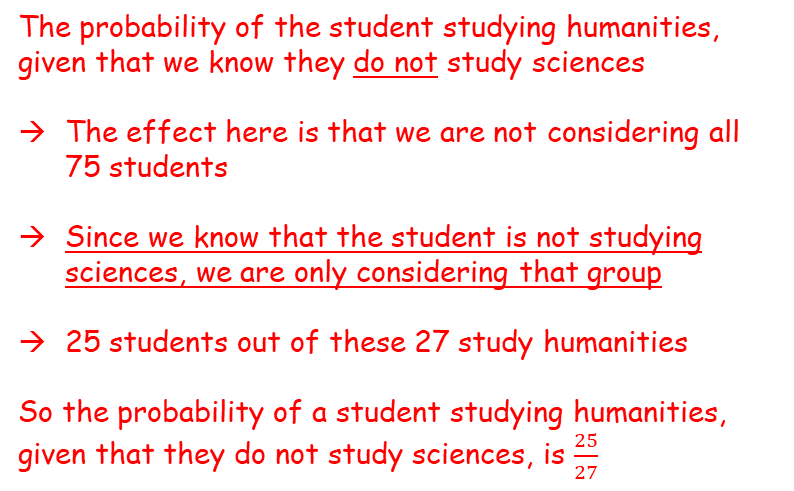 The probability of the student studying humanities,
given that we know they do not study sciences
→ The effect here is that we are not considering all
75 students
→ Since we know that the student is not studying
sciences, we are only considering that group
→ 25 students out of these 27 study humanities
So the probability of a student studying humanities,
given that they do not study sciences, is 25/27